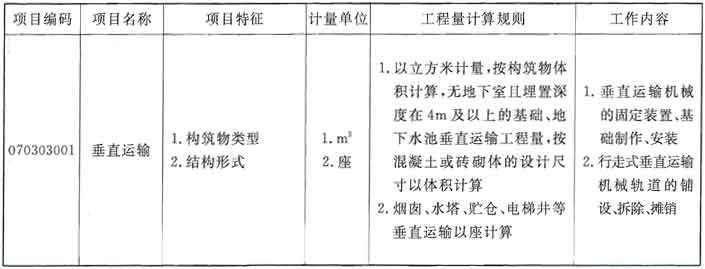 项目编码 项目名称 项目特征 计量单位 工程量计算规则 工作内容
070303001
垂直运输
1.构筑物类型
2.结构形式
1.m³
2.座
1.以立方米计量,按构筑物体
积计算,无地下室且埋置深
度在4m及以上的基础、地
下水池垂直运输工程量,按
混凝土或砖砌体的设计尺
寸以体积计算
2.烟囱、水塔、贮仓、电梯井等
垂直运输以座计算
1.垂直运输机械
的固定装置、基
础制作、安装
2.行走式垂直运输
机械轨道的铺
设、拆除、摊销